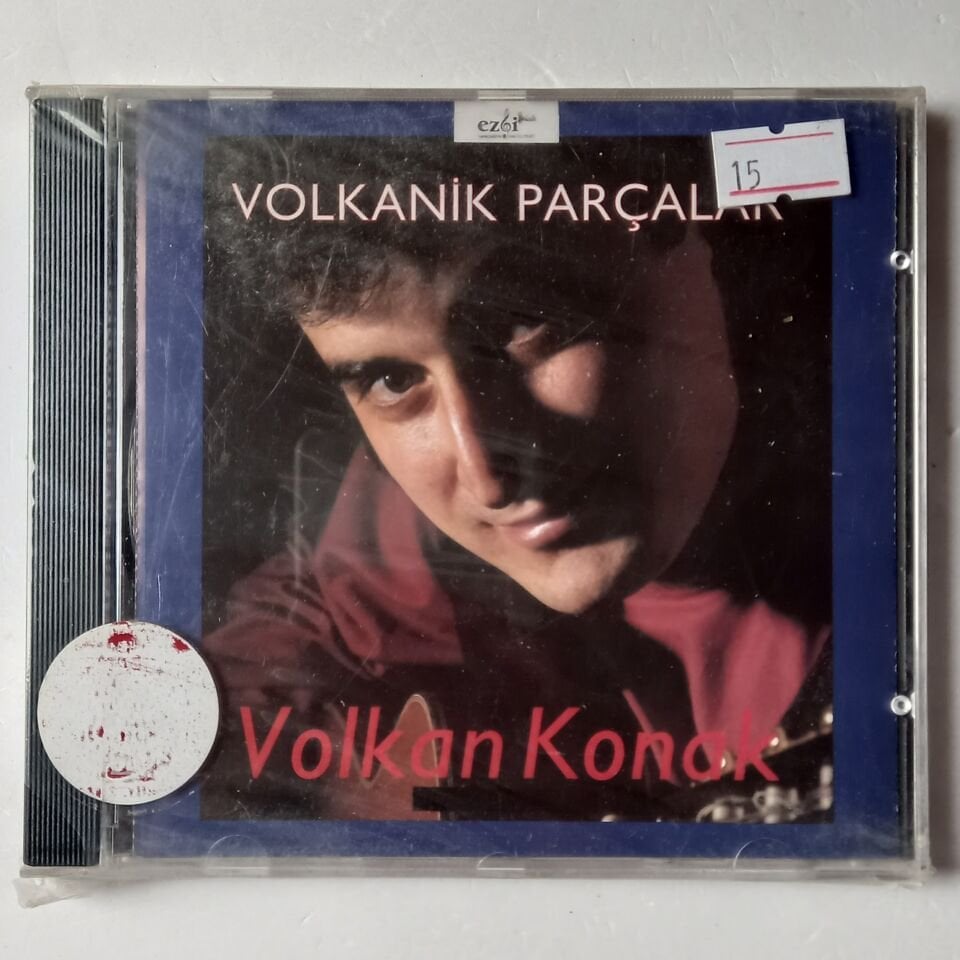 ezgi
VOLKANİK PARÇALAR
15
Volkan Konak